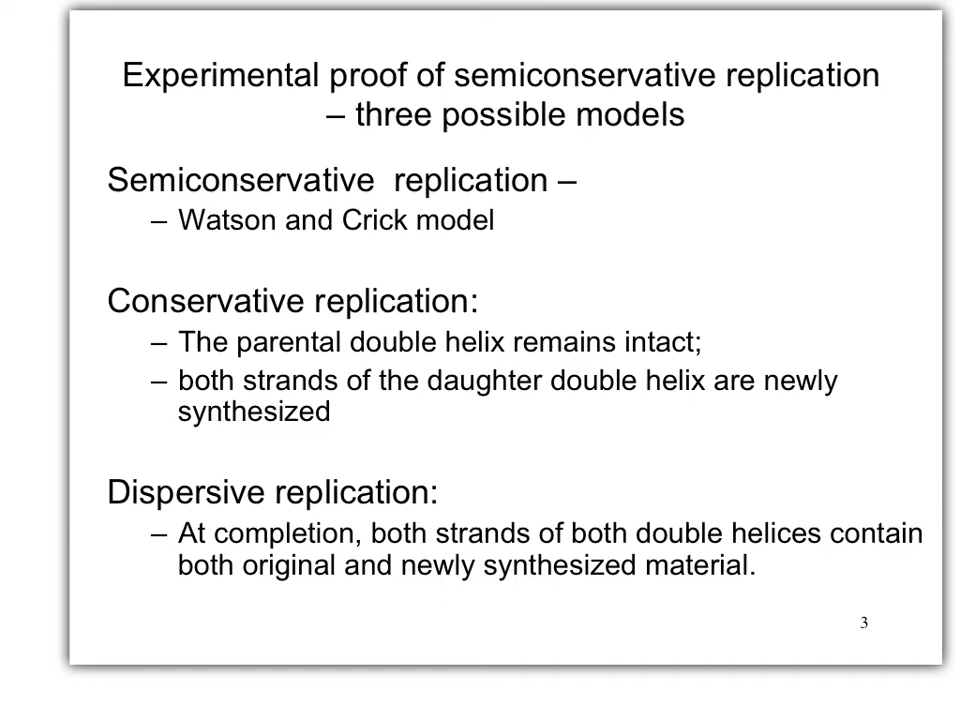 Experimental proof of semiconservative replication
– three possible models
Semiconservative  replication –
– Watson and Crick model
Conservative replication:
– The parental double helix remains intact;
– both strands of the daughter double helix are newly
synthesized
Dispersive replication:
– At completion, both strands of both double helices contain
both original and newly synthesized material.
3